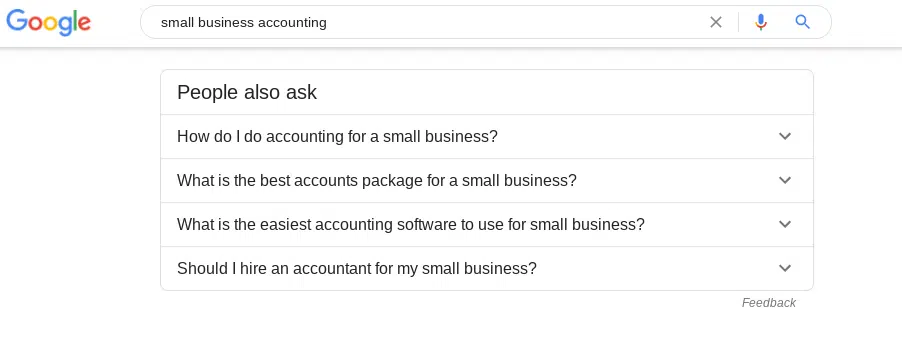 Google
small business accounting
People also ask
How do I do accounting for a small business?
What is the best accounts package for a small business?
What is the easiest accounting software to use for small business?
Should I hire an accountant for my small business?
Feedback